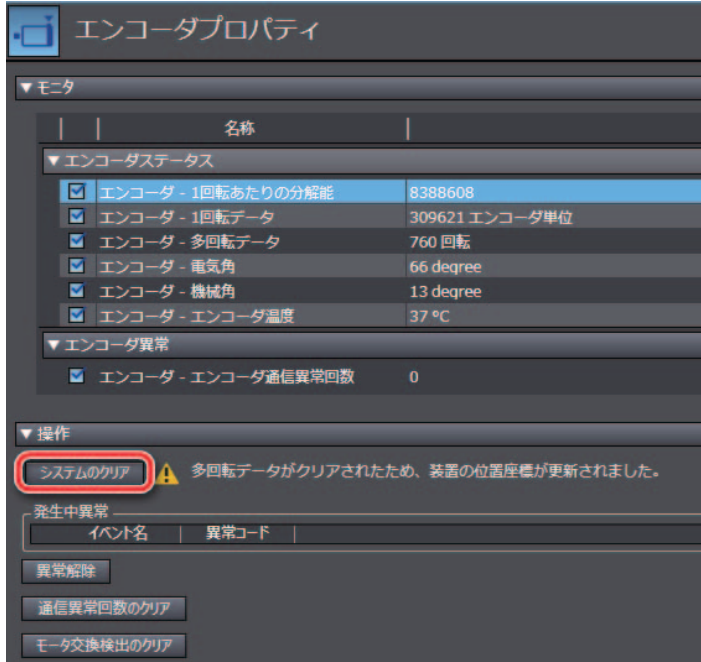 エンコーダプロパティ
▼モニタ
名称
▼エンコーダステータス
エンコーダ - 1回転あたりの分解能 8388608
エンコーダ - 1回転データ 309621 エンコーダ単位
エンコーダ - 多回転データ 760 回転
エンコーダ - 電気角 66 degree
エンコーダ - 機械角 13 degree
エンコーダ - エンコーダ温度 37 ºC
▼エンコーダ異常
エンコーダ - エンコーダ通信異常回数 0
▼操作
システムのクリア 多回転データがクリアされたため、装置の位置座標が更新されました。
発生中異常
イベント名 異常コード
異常解除
通信異常回数のクリア
モータ交換検出のクリア